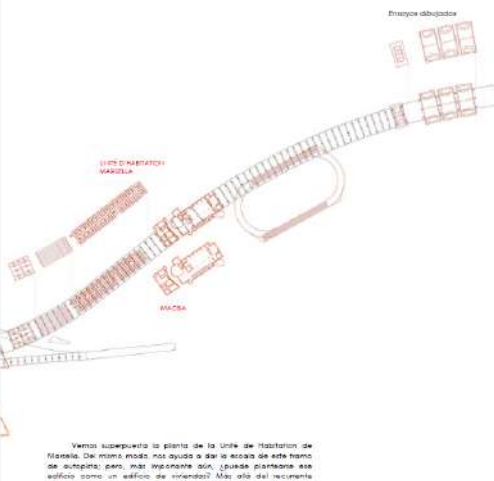 Ensayos dibujados
UNITÉ D'HABITATION
MARSELLA
MACBA
Vemos superpuesta la planta de la Unité de Habitation de
Marsella. Del mismo modo, nos ayuda a dar la escala de este tramo
de autopista; pero, más importante aún, ¿puede plantearse ese
edificio como un edificio de viviendas? Más allá del recurrente